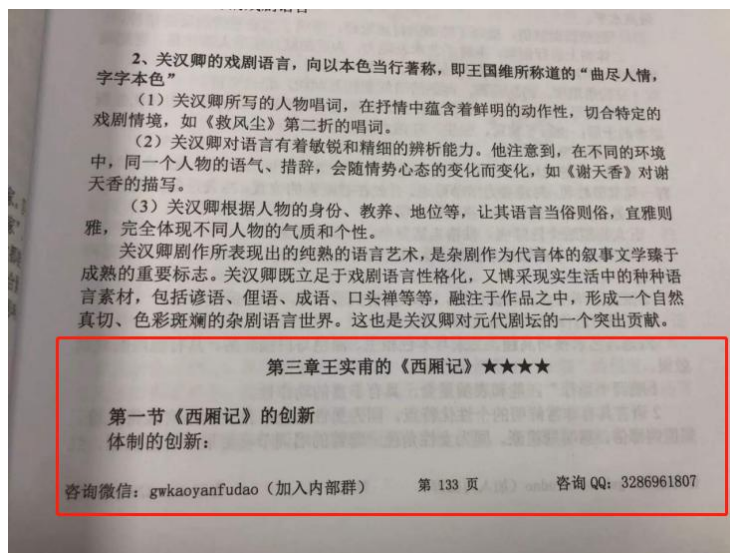 2、关汉卿的戏剧语言，向以本色当行著称，即王国维所称道的“曲尽人情，
字字本色”
（1）关汉卿所写的人物唱词，在抒情中蕴含着鲜明的动作性，切合特定的
戏剧情境，如《救风尘》第二折的唱词。
（2）关汉卿对语言有着敏锐和精细的辨析能力。他注意到，在不同的环境
中，同一个人物的语气、措辞，会随情势心态的变化而变化，如《谢天香》对谢
天香的描写。
（3）关汉卿根据人物的身份、教养、地位等，让其语言当俗则俗，宜雅则
雅，完全体现不同人物的气质和个性。
关汉卿剧作所表现出的纯熟的语言艺术，是杂剧作为代言体的叙事文学臻于
成熟的重要标志。关汉卿既立足于戏剧语言性格化，又博采现实生活中的种种语
言素材，包括谚语、俚语、成语、口头禅等等，融注于作品之中，形成一个自然
真切、色彩斑斓的杂剧语言世界。这也是关汉卿对元代剧坛的一个突出贡献。
第三章王实甫的《西厢记》★★★★
第一节《西厢记》的创新
体制的创新：
咨询微信：gwkaoyanfudao（加入内部群） 第 133 页 咨询 QQ：3286961807